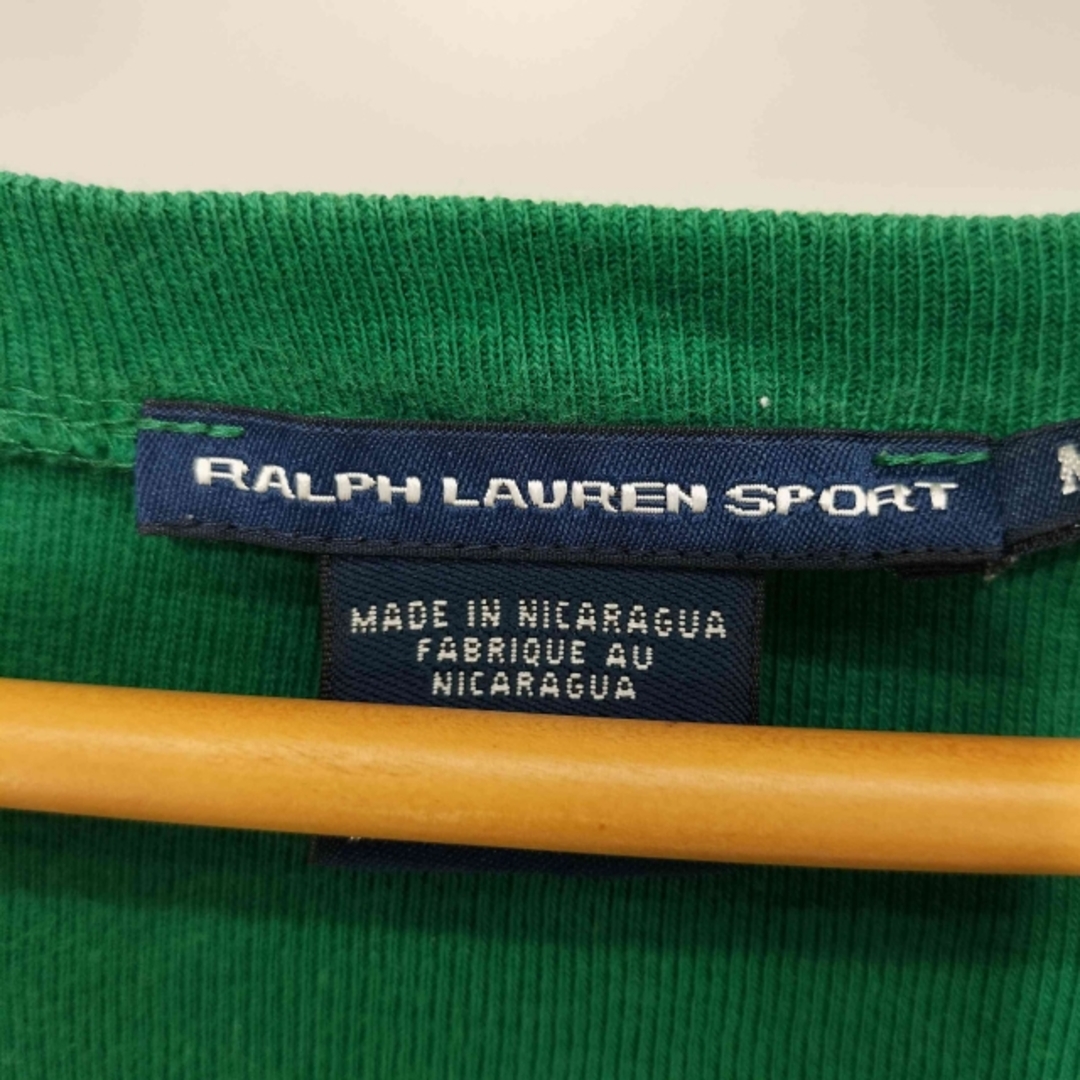 RALPH LAUREN SPORT
M
MADE IN NICARAGUA
FABRIQUE AU
NICARAGUA